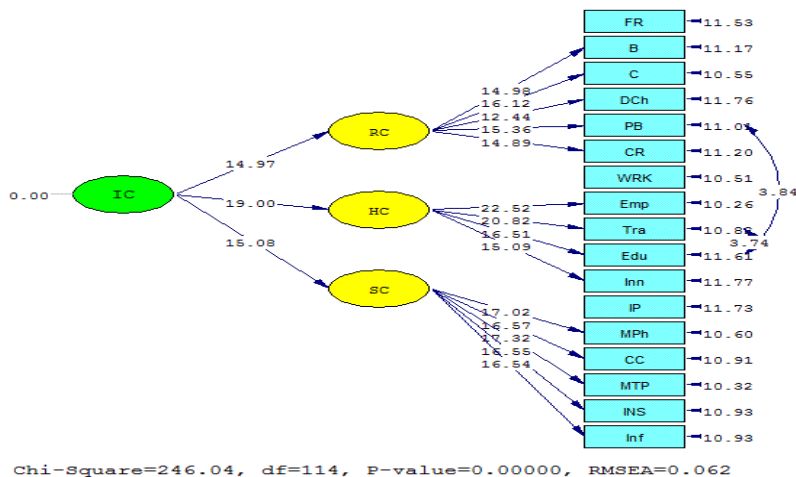 FR 11.53
B 11.17
14.98
C 10.55
16.12
DCh 11.76
12.44
RC
PB
15.36
14.89
CR 11.20
14.97
WRK 10.51
3.84
0.00
IC
19.00
HC
22.52
Emp 10.26
20.82
Tra
16.51
3.74
15.08
15.09
Edu 11.61
Inn 11.77
SC
17.02
IP 11.73
16.57
MPh 10.60
17.32
CC 10.91
16.55
16.54
MTP 10.32
INS 10.93
Inf 10.93
Chi-Square=246.04, df=114, P-value=0.00000, RMSEA=0.062